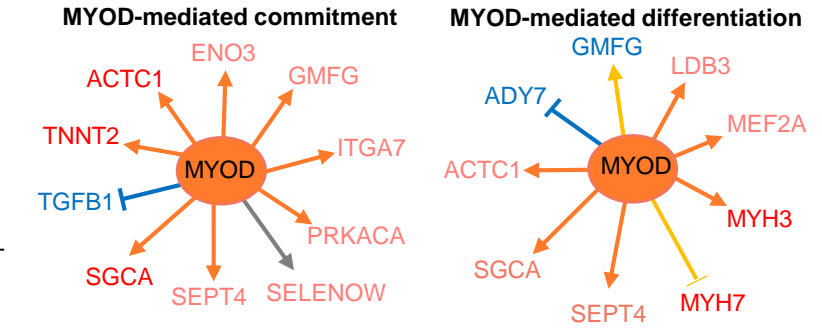 MYOD-mediated commitment
ENO3
ACTC1
GMFG
TNNT2
ITGA7
MYOD
TGFB1
PRKACA
SGCA
SEPT4
SELENOW
MYOD-mediated differentiation
GMFG
LDB3
ADY7
MEF2A
ACTC1
MYOD
MYH3
SGCA
MYH7
SEPT4